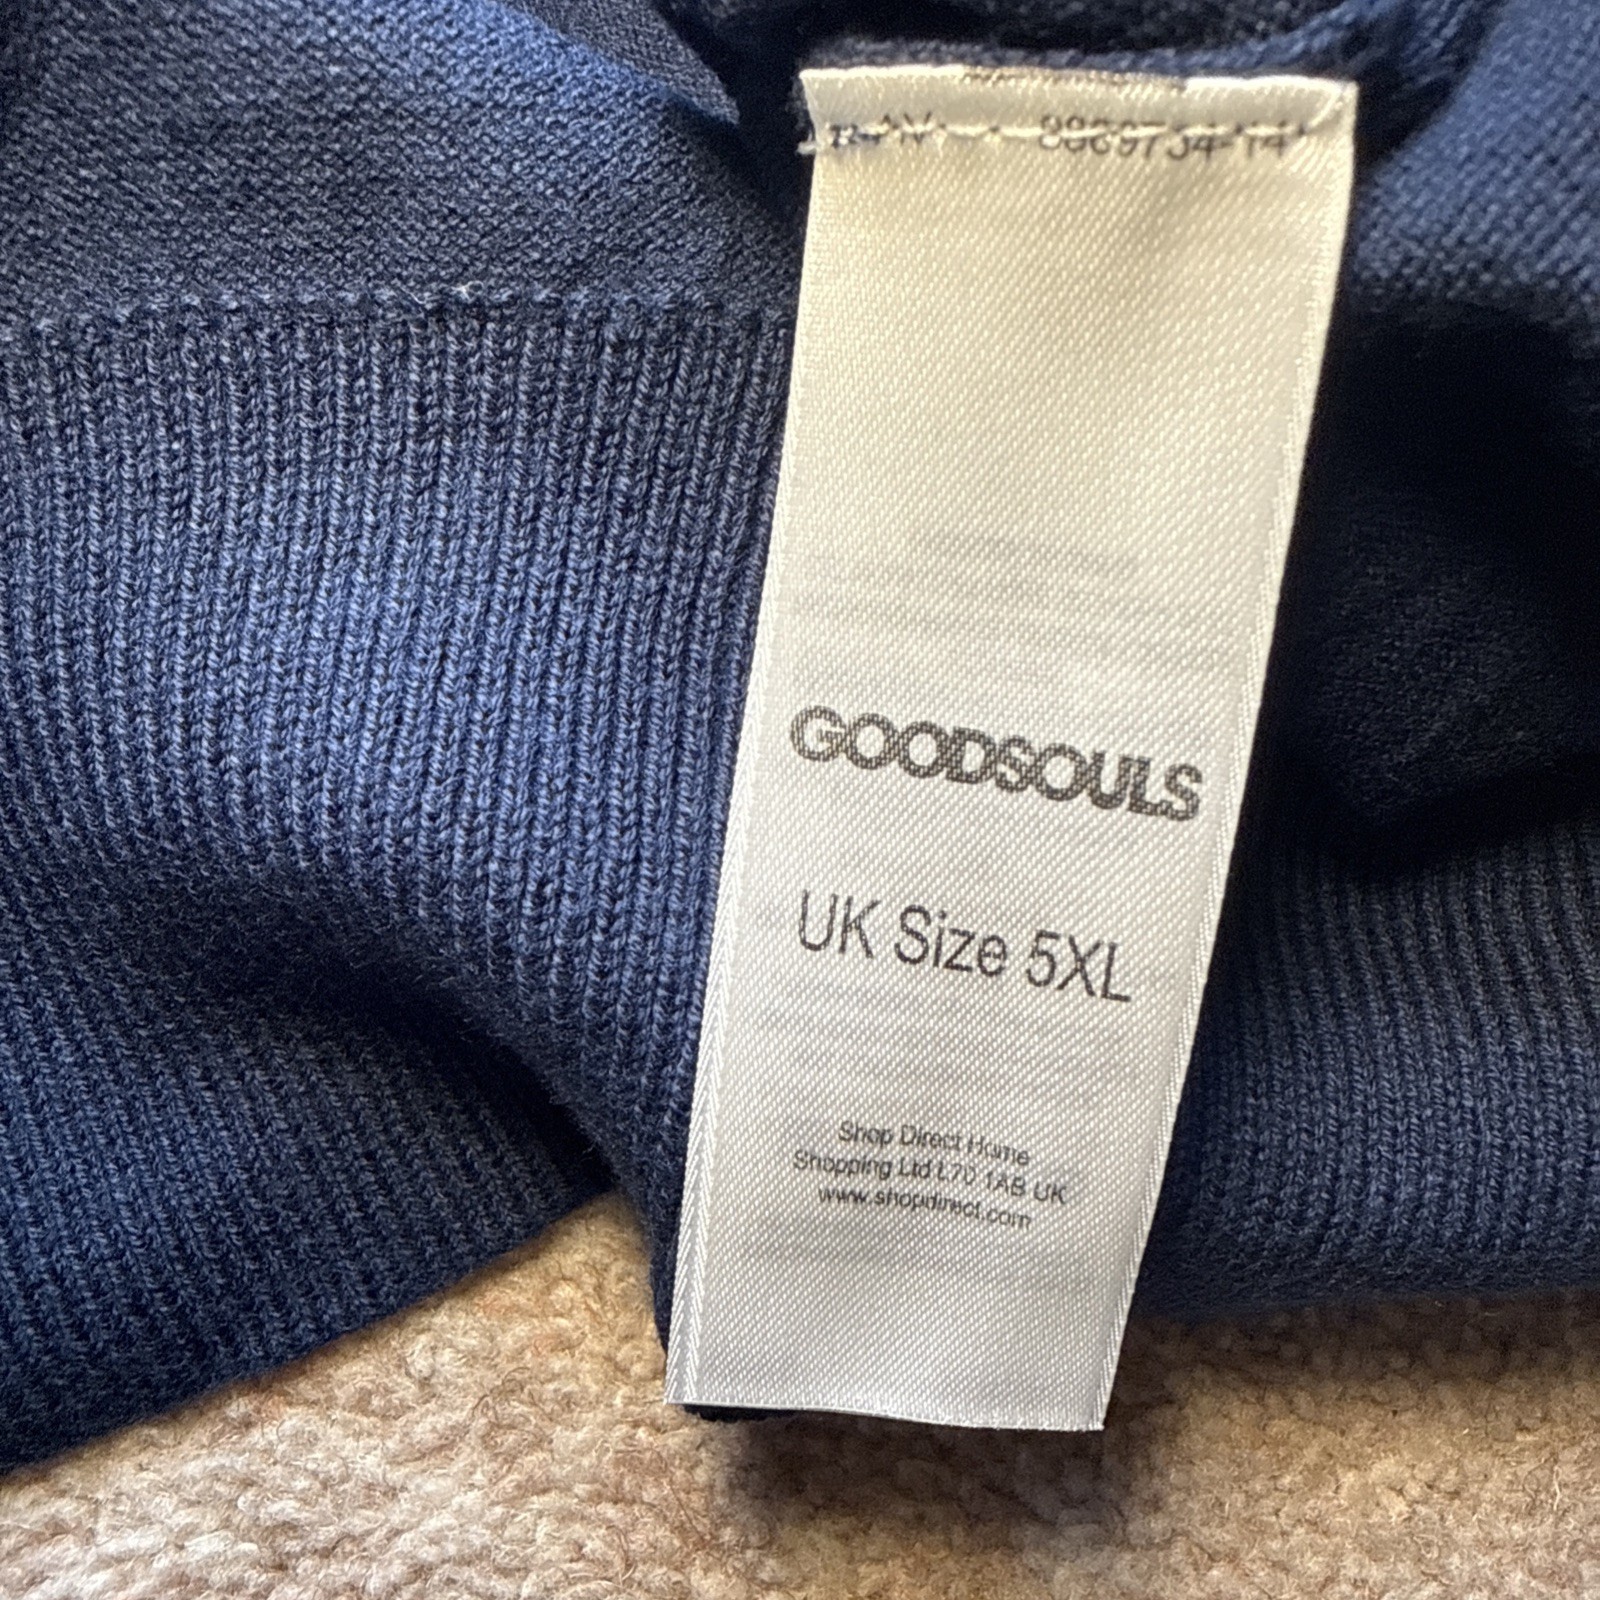 GOODSOULS
UK Size 5XL
Shop Direct Home
Shopping Ltd L70 1AB UK
www.shopdirect.com